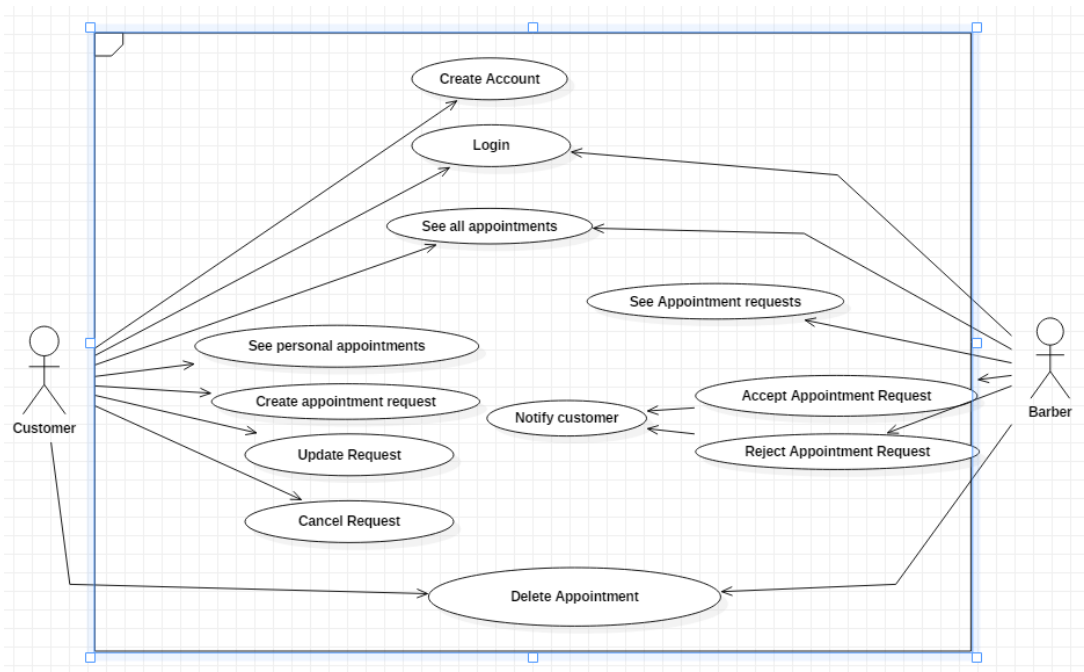 Create Account
Login
See all appointments
See Appointment requests
See personal appointments
Create appointment request
Accept Appointment Request
Notify customer
Customer
Barber
Update Request
Reject Appointment Request
Cancel Request
Delete Appointment